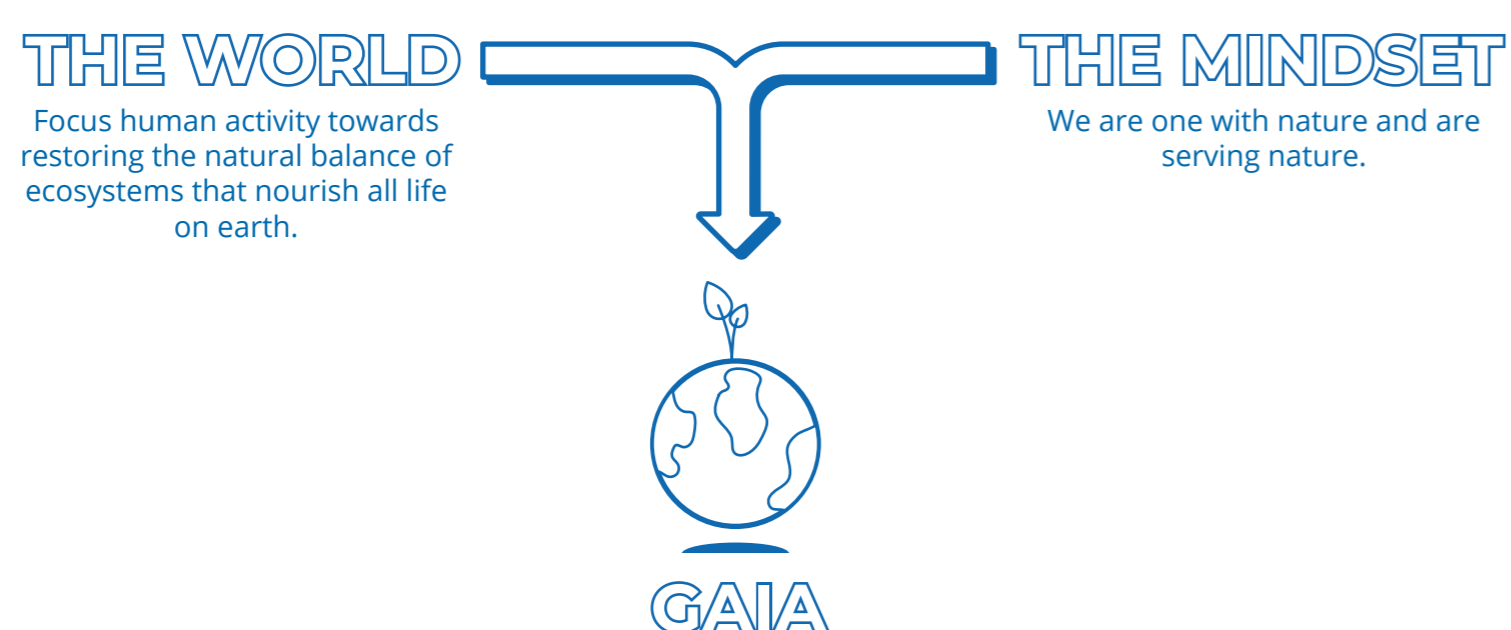 THE WORLD
Focus human activity towards
restoring the natural balance of
ecosystems that nourish all life
on earth.
THE MINDSET
We are one with nature and are
serving nature.
GAIA